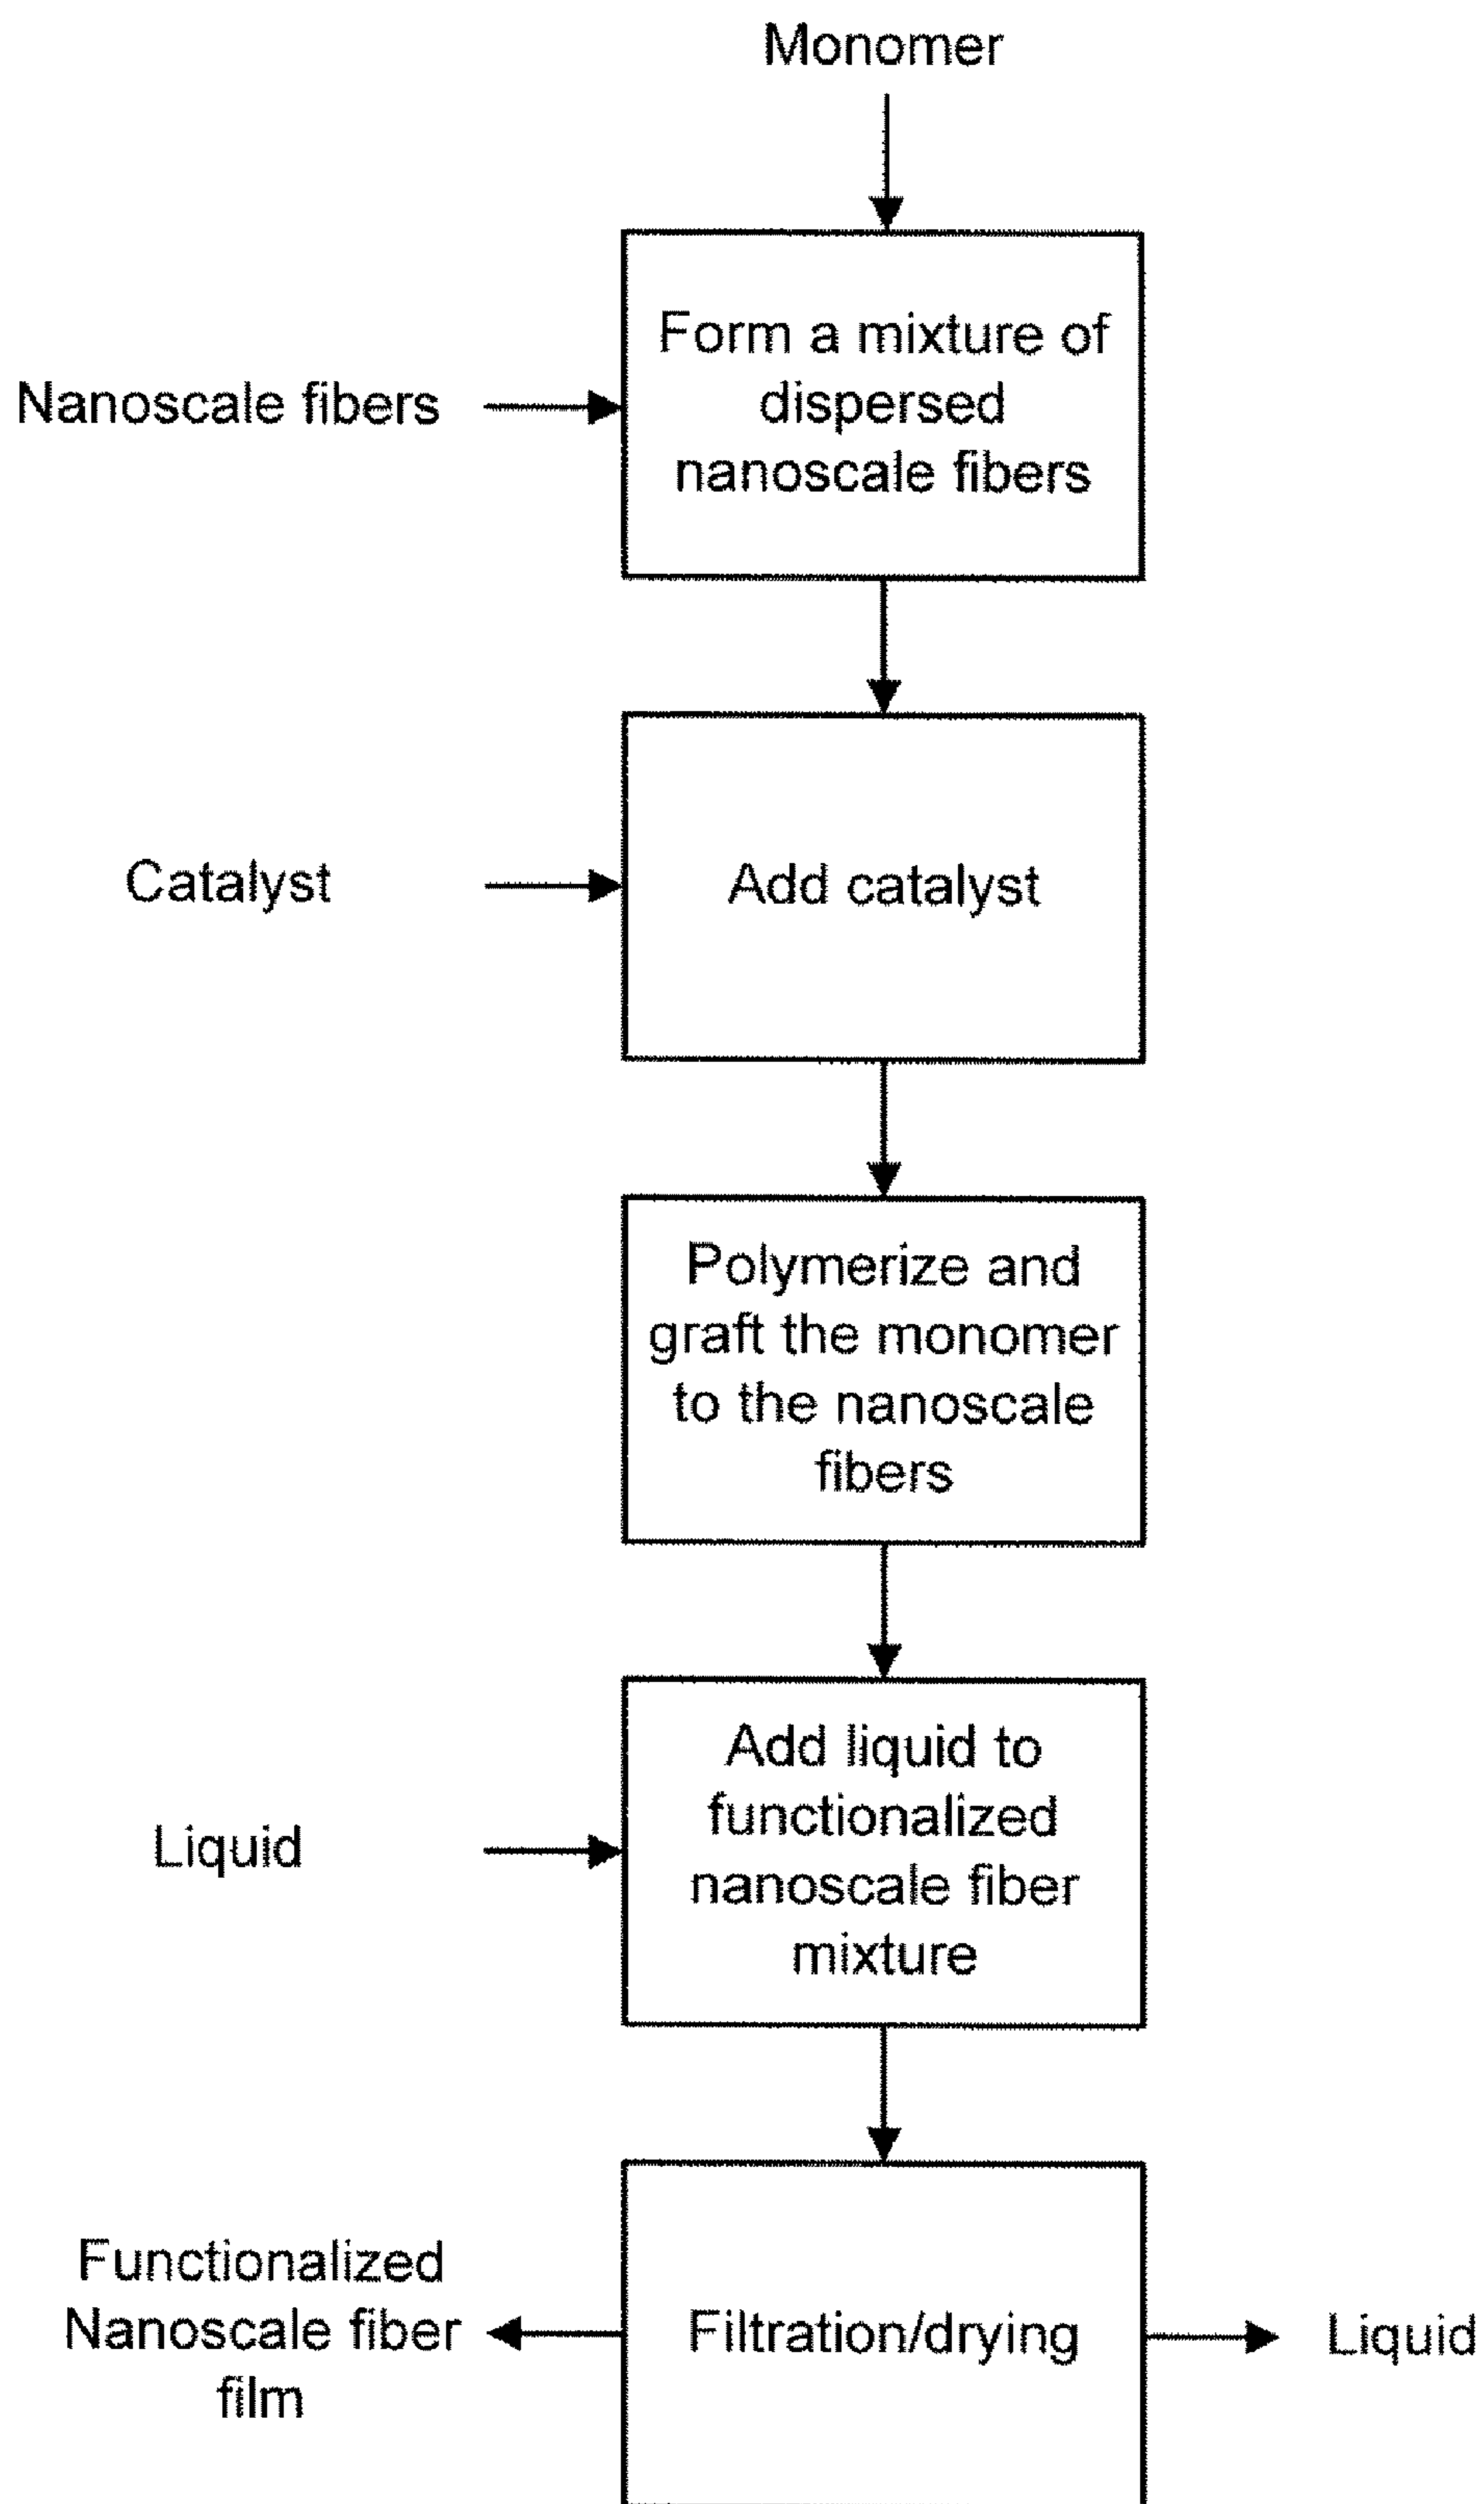 Monomer
Form a mixture of
dispersed
nanoscale fibers
Nanoscale fibers
Catalyst
Add catalyst
Polymerize and
graft the monomer
to the nanoscale
fibers
Add liquid to
functionalized
nanoscale fiber
mixture
Liquid
Functionalized
Nanoscale fiber
film
Filtration/drying
Liquid